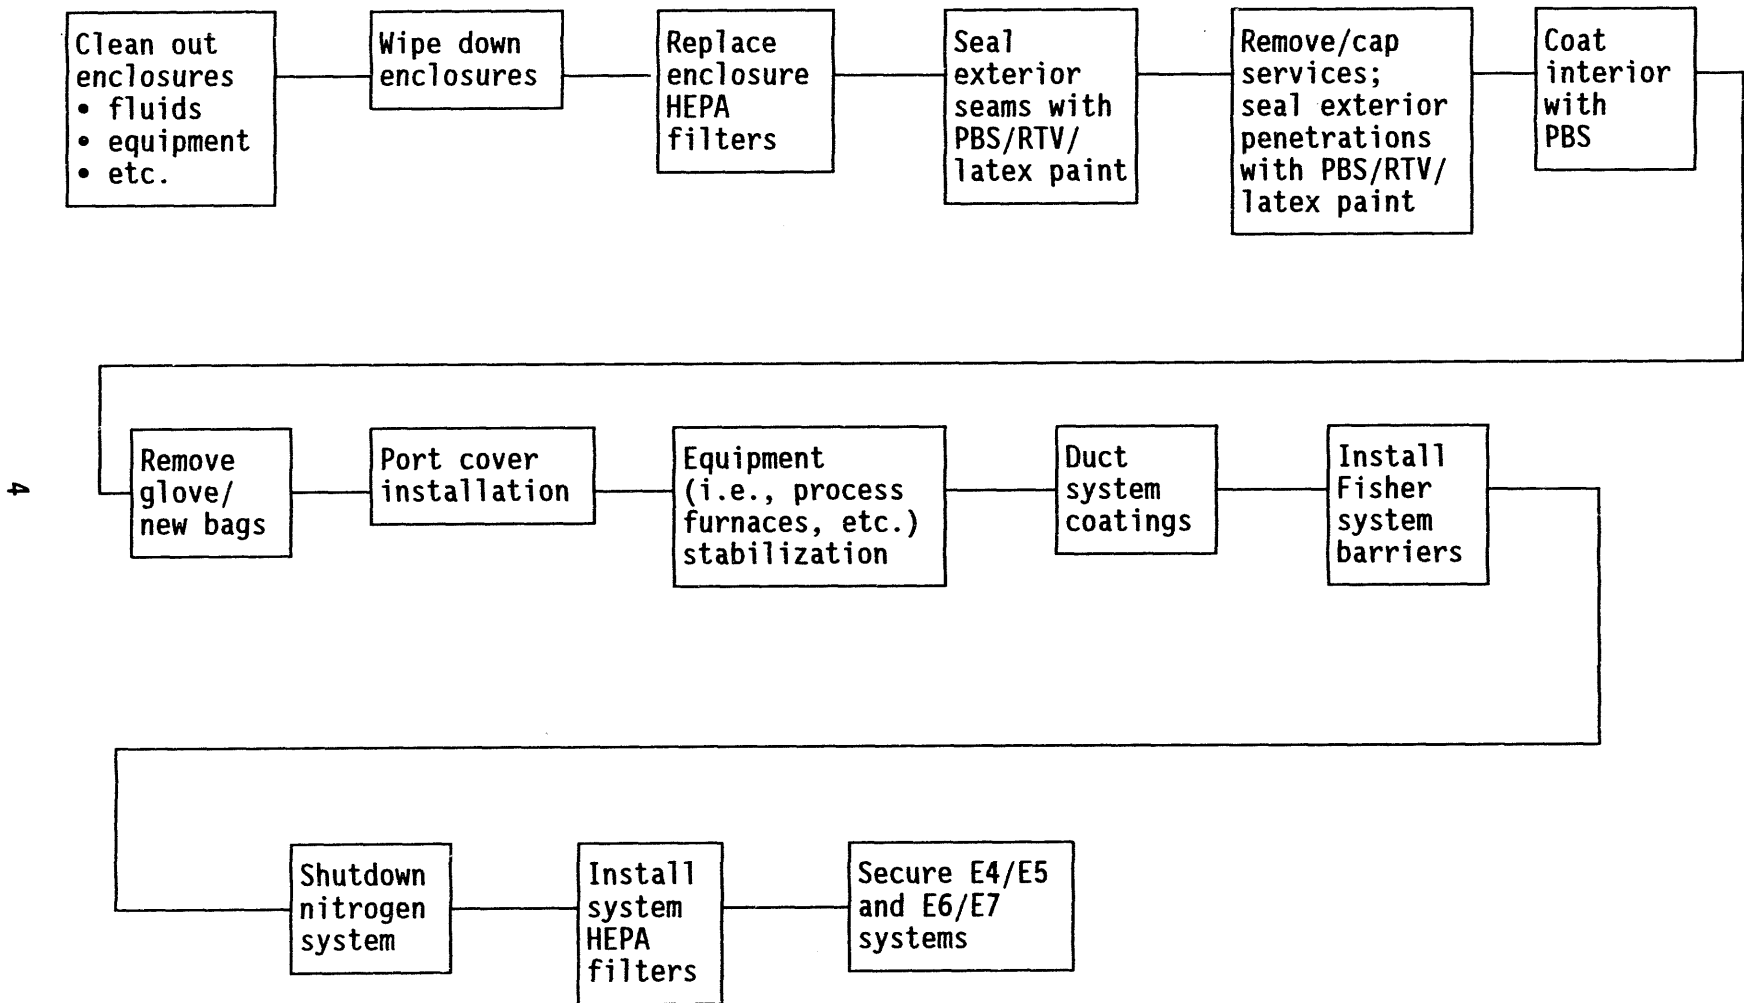 Clean out
enclosures
• fluids
• equipment
• etc.
Wipe down
enclosures
Replace
enclosure
HEPA
filters
Seal
exterior
seams with
PBS/RTV/
latex paint
Remove/cap
services;
seal exterior
penetrations
with PBS/RTV/
latex paint
Coat
interior
with
PBS
Remove
glove/
new bags
Port cover
installation
Equipment
(i.e., process
furnaces, etc.)
stabilization
Duct
system
coatings
Install
Fisher
system
barriers
4
Shutdown
nitrogen
system
Install
system
HEPA
filters
Secure E4/E5
and E6/E7
systems